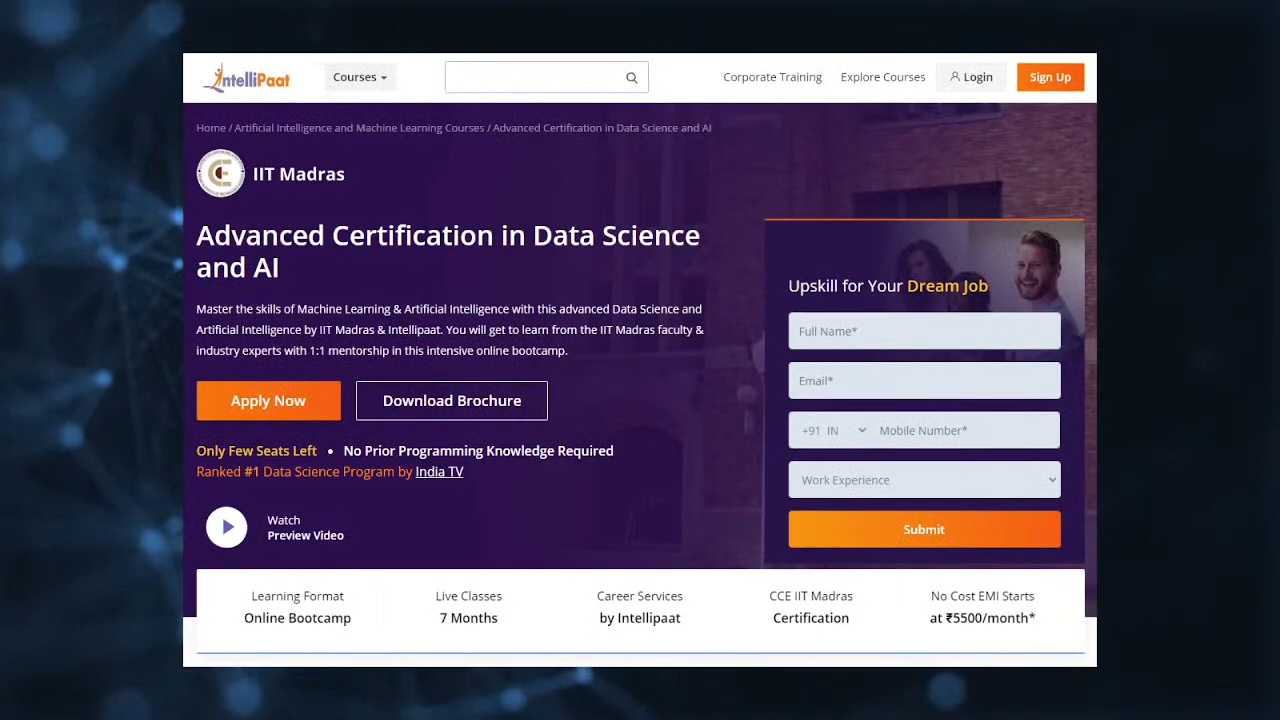 IntelliPaat
Courses
Corporate Training
Explore Courses
Login
Sign Up
Home / Artificial Intelligence and Machine Learning Courses / Advanced Certification in Data Science and AI
IIT Madras
Advanced Certification in Data Science
and AI
Master the skills of Machine Learning & Artificial Intelligence with this advanced Data Science and
Artificial Intelligence by IIT Madras & Intellipaat. You will get to learn from the IIT Madras faculty &
industry experts with 1:1 mentorship in this intensive online bootcamp.
Apply Now
Download Brochure
Only Few Seats Left • No Prior Programming Knowledge Required
Ranked #1 Data Science Program by India TV
Watch
Preview Video
Upskill for Your Dream Job
Full Name*
Email*
+91 IN Mobile Number*
Work Experience
Submit
Learning Format
Online Bootcamp
Live Classes
7 Months
Career Services
by Intellipaat
CCE IIT Madras
Certification
No Cost EMI Starts
at ₹5500/month*